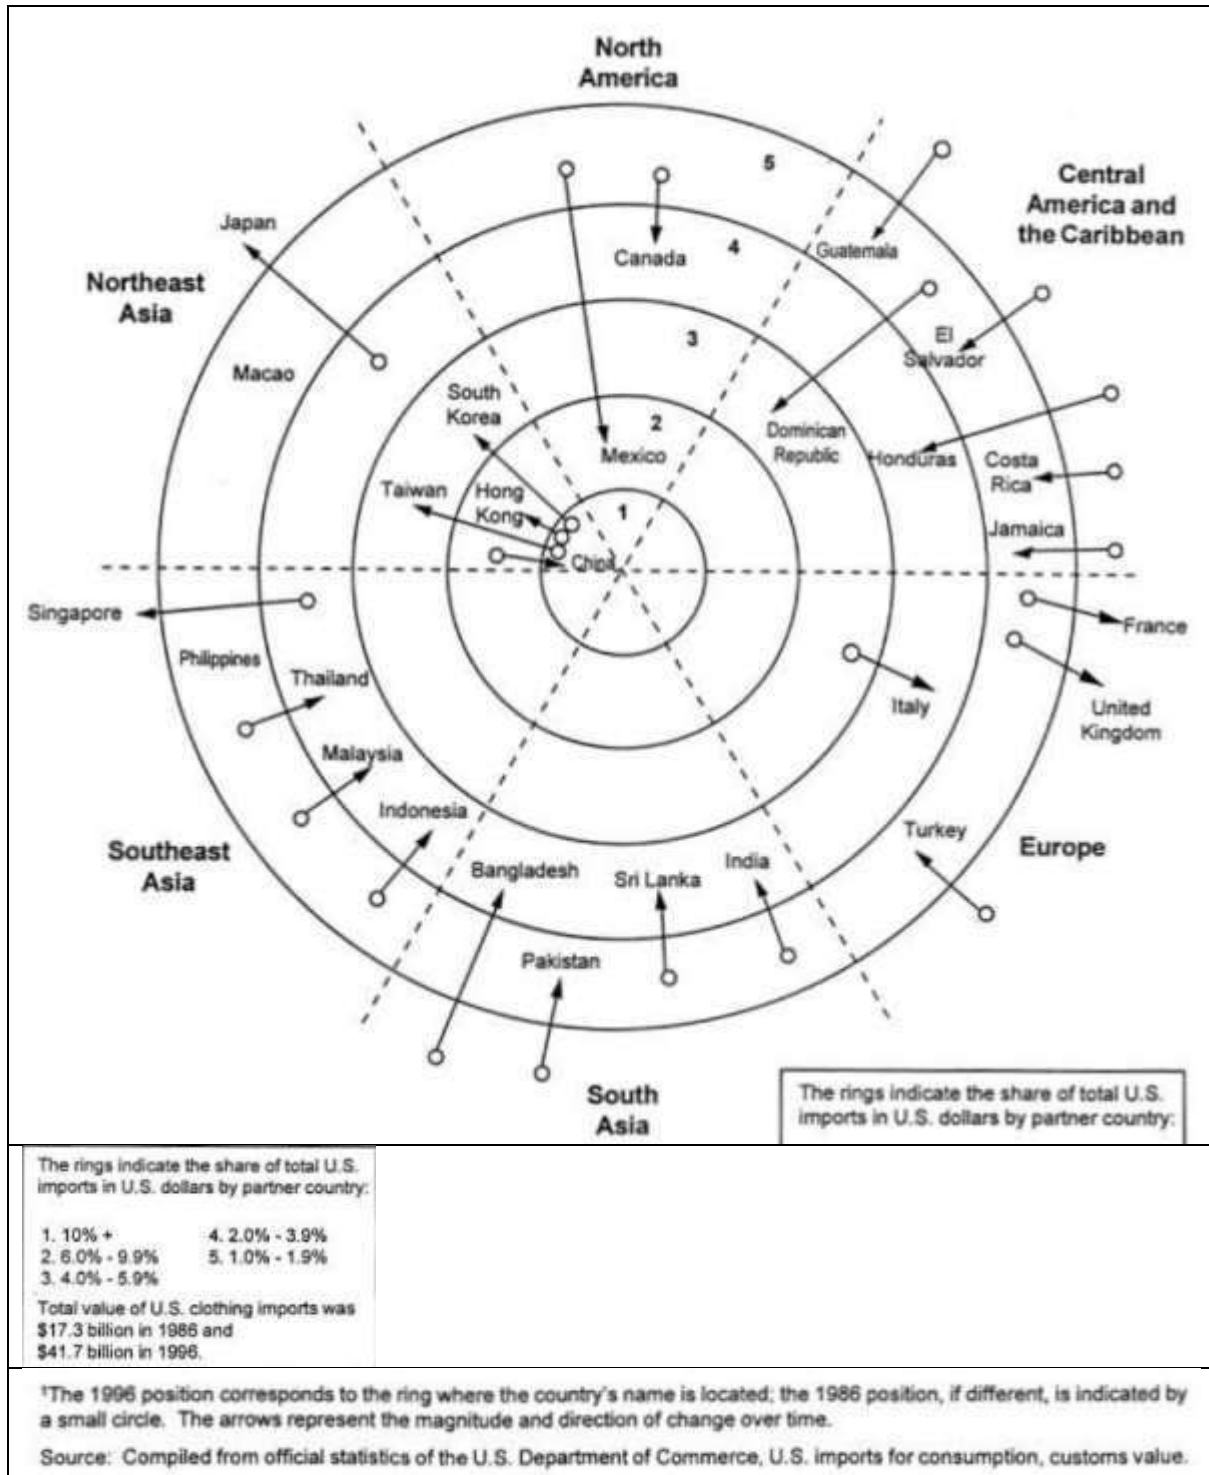 North
America
5
Central
America and
the Caribbean
Japan
4
Guatemala
Canada
Northeast
Asia
3
El
Salvador
Macao
South
Korea
2
Dominican
Republic
Mexico
Honduras
Costa
Rica
Taiwan
Hong
Kong
1
Jamaica
China
Singapore
France
Philippines
Thailand
Italy
United
Kingdom
Malaysia
Indonesia
Turkey
Europe
Southeast
Asia
Bangladesh
Sri Lanka
India
Pakistan
South
Asia
The rings indicate the share of total U.S.
imports in U.S. dollars by partner country:
The rings indicate the share of total U.S.
imports in U.S. dollars by partner country:
1. 10% + 4. 2.0% - 3.9%
2. 6.0% - 9.9% 5. 1.0% - 1.9%
3. 4.0% - 5.9%
Total value of U.S. clothing imports was
$17.3 billion in 1986 and
$41.7 billion in 1996.
¹The 1996 position corresponds to the ring where the country's name is located; the 1986 position, if different, is indicated by
a small circle. The arrows represent the magnitude and direction of change over time.
Source: Compiled from official statistics of the U.S. Department of Commerce, U.S. imports for consumption, customs value.